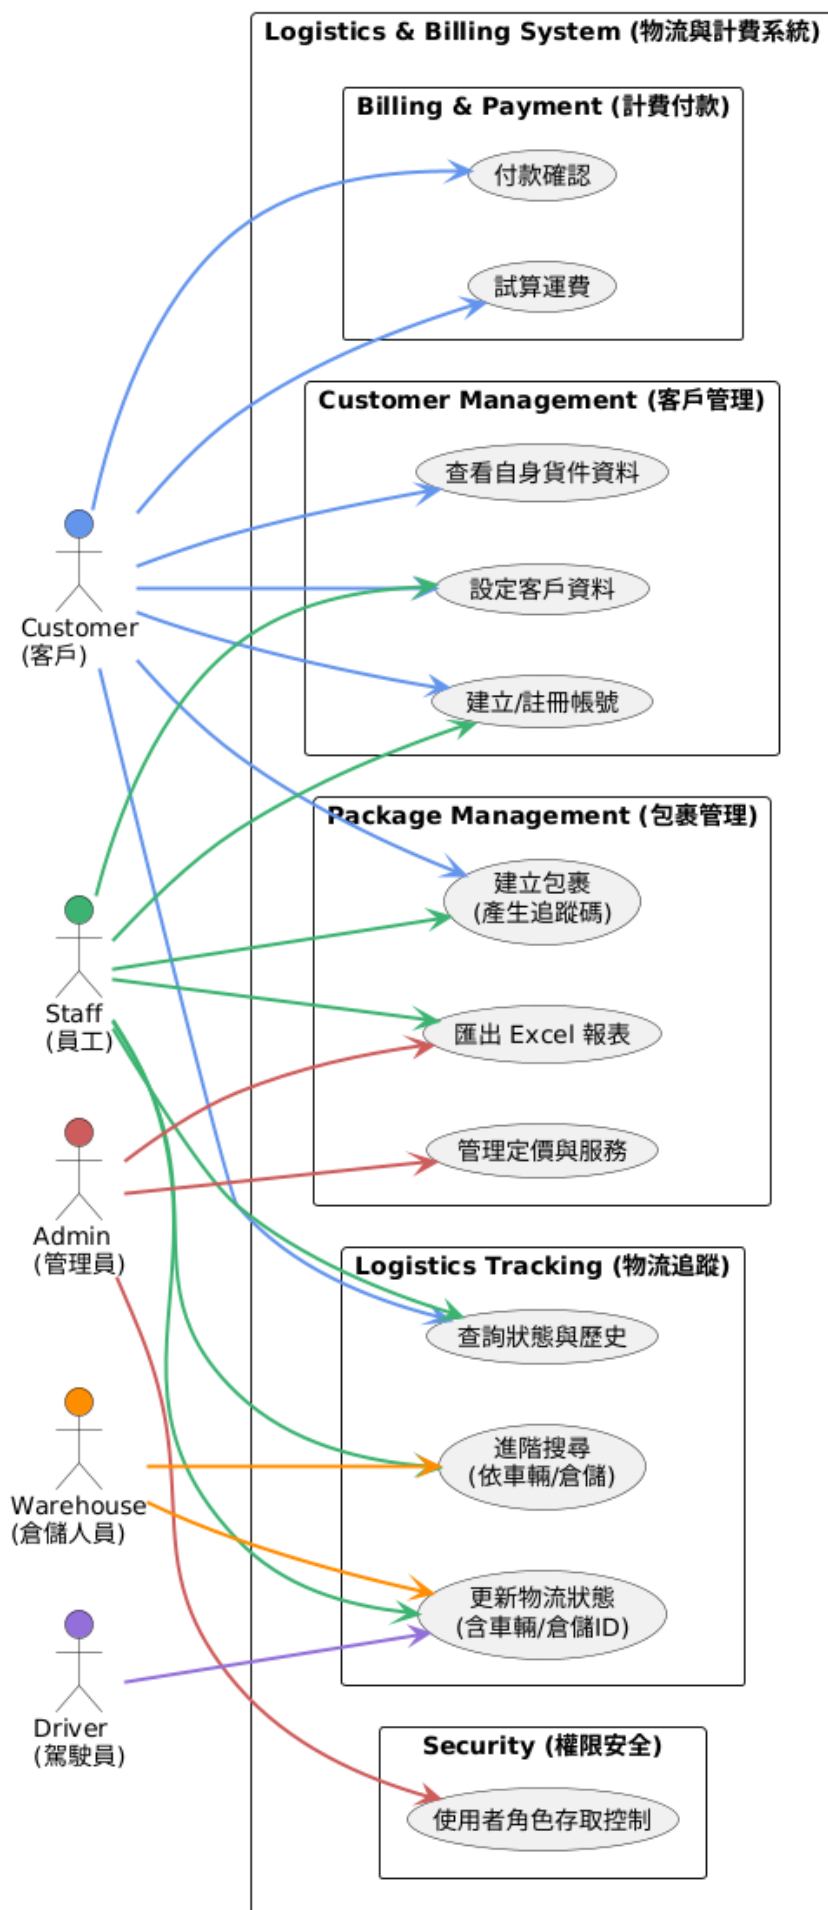 Logistics & Billing System (物流與計費系統)
Billing & Payment (計費付款)
付款確認
試算運費
Customer Management (客戶管理)
查看自身貨件資料
設定客戶資料
建立/註冊帳號
Customer
(客戶)
Package Management (包裹管理)
建立包裹
(產生追蹤碼)
匯出 Excel 報表
管理定價與服務
Staff
(員工)
Admin
(管理員)
Logistics Tracking (物流追蹤)
查詢狀態與歷史
進階搜尋
(依車輛/倉儲)
更新物流狀態
(含車輛/倉儲ID)
Warehouse
(倉儲人員)
Driver
(駕駛員)
Security (權限安全)
使用者角色存取控制